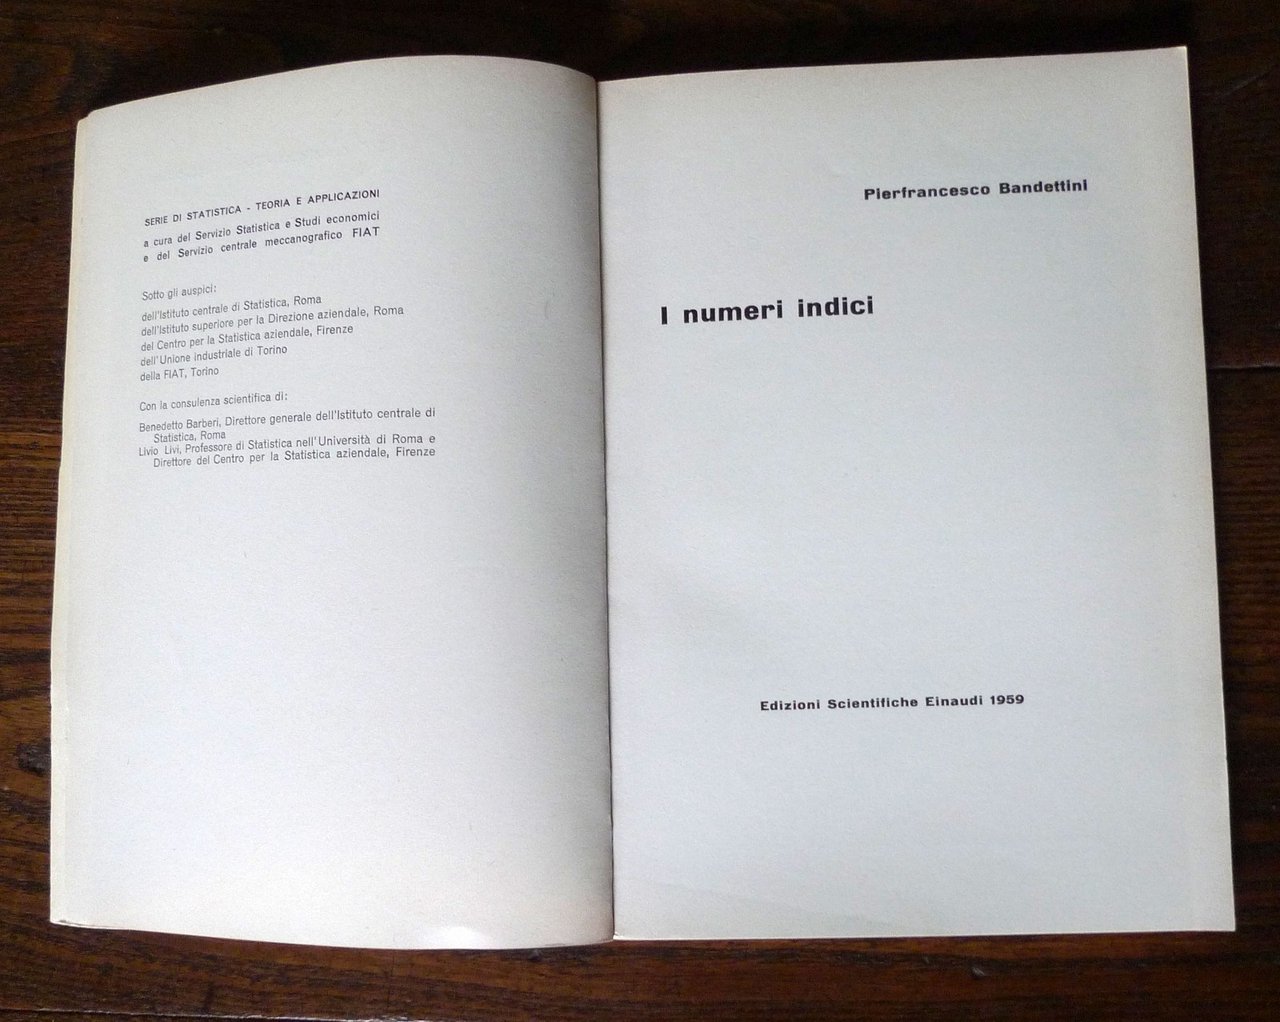 SERIE DI STATISTICA - TEORIA E APPLICAZIONI
a cura del Servizio Statistica e Studi economici
e del Servizio centrale meccanografico FIAT
Sotto gli auspici:
dell'Istituto centrale di Statistica, Roma
dell'Istituto superiore per la Direzione aziendale, Roma
del Centro per la Statistica aziendale, Firenze
dell'Unione industriale di Torino
della FIAT, Torino
Con la consulenza scientifica di:
Benedetto Barberi, Direttore generale dell'Istituto centrale di
Statistica, Roma
Livio Livi, Professore di Statistica nell'Università di Roma e
Direttore del Centro per la Statistica aziendale, Firenze
Pierfrancesco Bandettini
I numeri indici
Edizioni Scientifiche Einaudi 1959